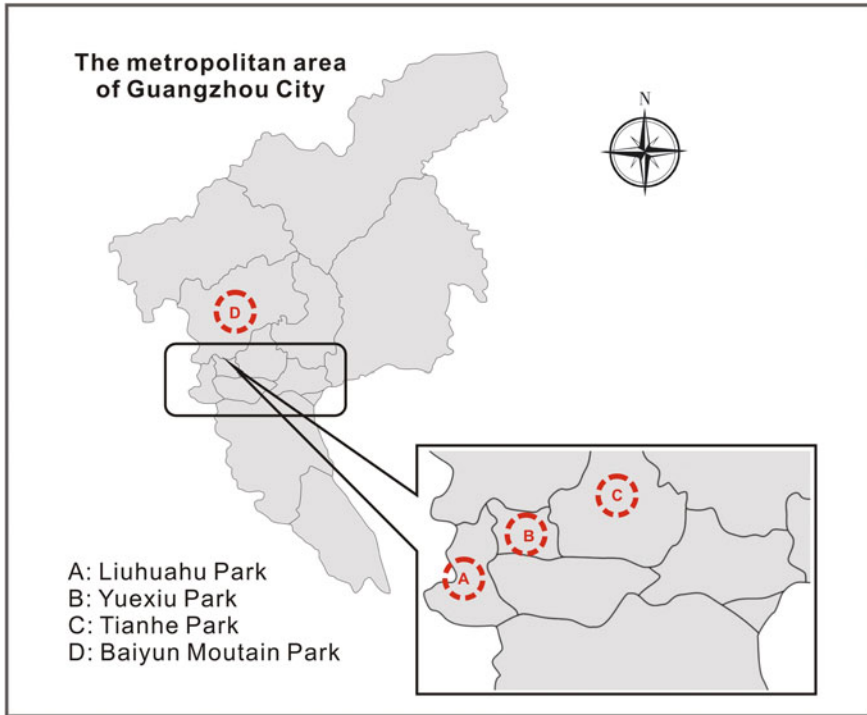 The metropolitan area
of Guangzhou City
N
D
C
B
A
A: Liuhuahu Park
B: Yuexiu Park
C: Tianhe Park
D: Baiyun Moutain Park